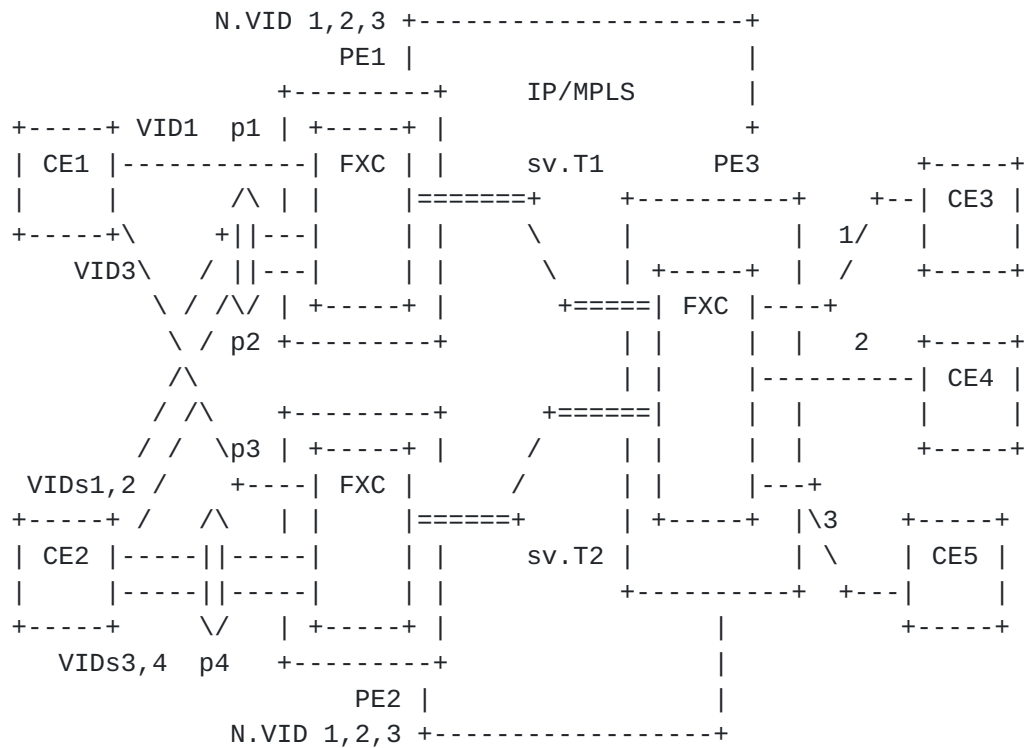 N.VID 1,2,3
PE1
IP/MPLS
VID1 p1
CE1 FXC sv.T1 PE3
CE3
1
VID3
FXC
p2 2
CE4
p3
VIDs1,2 FXC
3
CE2 sv.T2 CE5
VIDs3,4 p4
PE2
N.VID 1,2,3